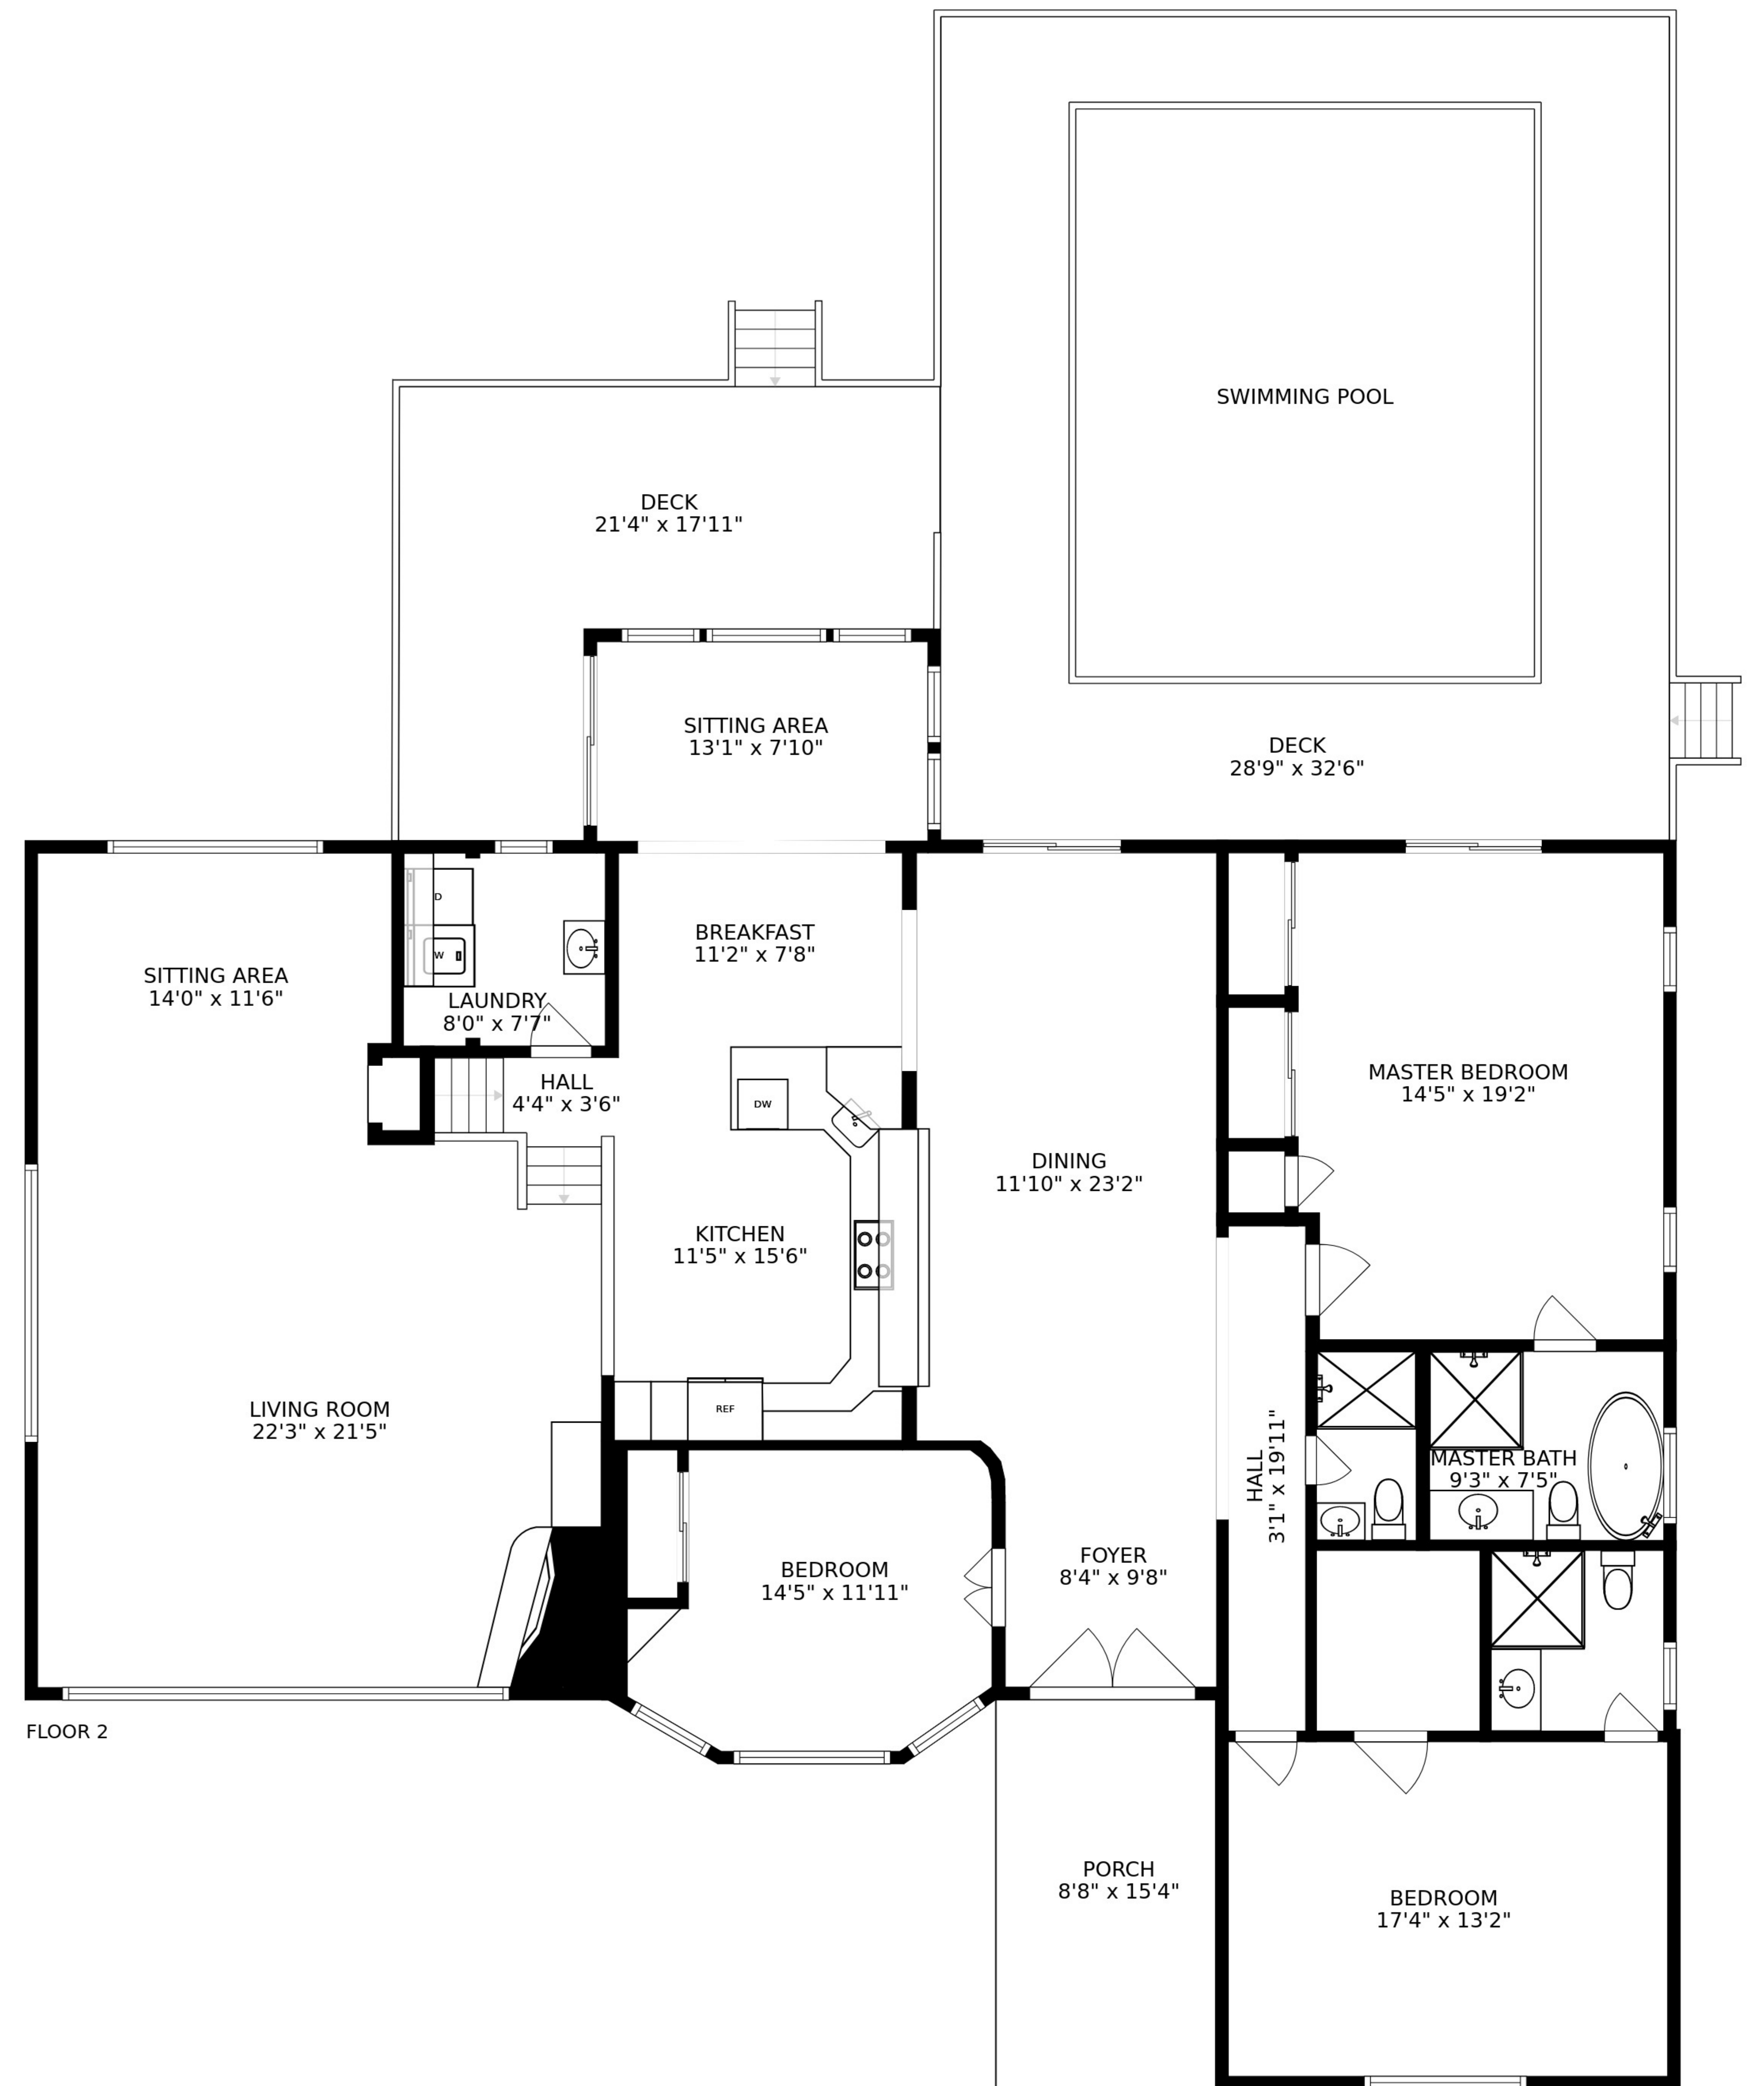 SWIMMING POOL
DECK
21'4" x 17'11"
SITTING AREA
13'1" x 7'10"
DECK
28'9" x 32'6"
SITTING AREA
14'0" x 11'6"
D
W
LAUNDRY
8'0" x 7'7"
BREAKFAST
11'2" x 7'8"
HALL
4'4" x 3'6"
DW
MASTER BEDROOM
14'5" x 19'2"
DINING
11'10" x 23'2"
KITCHEN
11'5" x 15'6"
LIVING ROOM
22'3" x 21'5"
REF
HALL
3'1" x 19'11"
MASTER BATH
9'3" x 7'5"
BEDROOM
14'5" x 11'11"
FOYER
8'4" x 9'8"
FLOOR 2
PORCH
8'8" x 15'4"
BEDROOM
17'4" x 13'2"